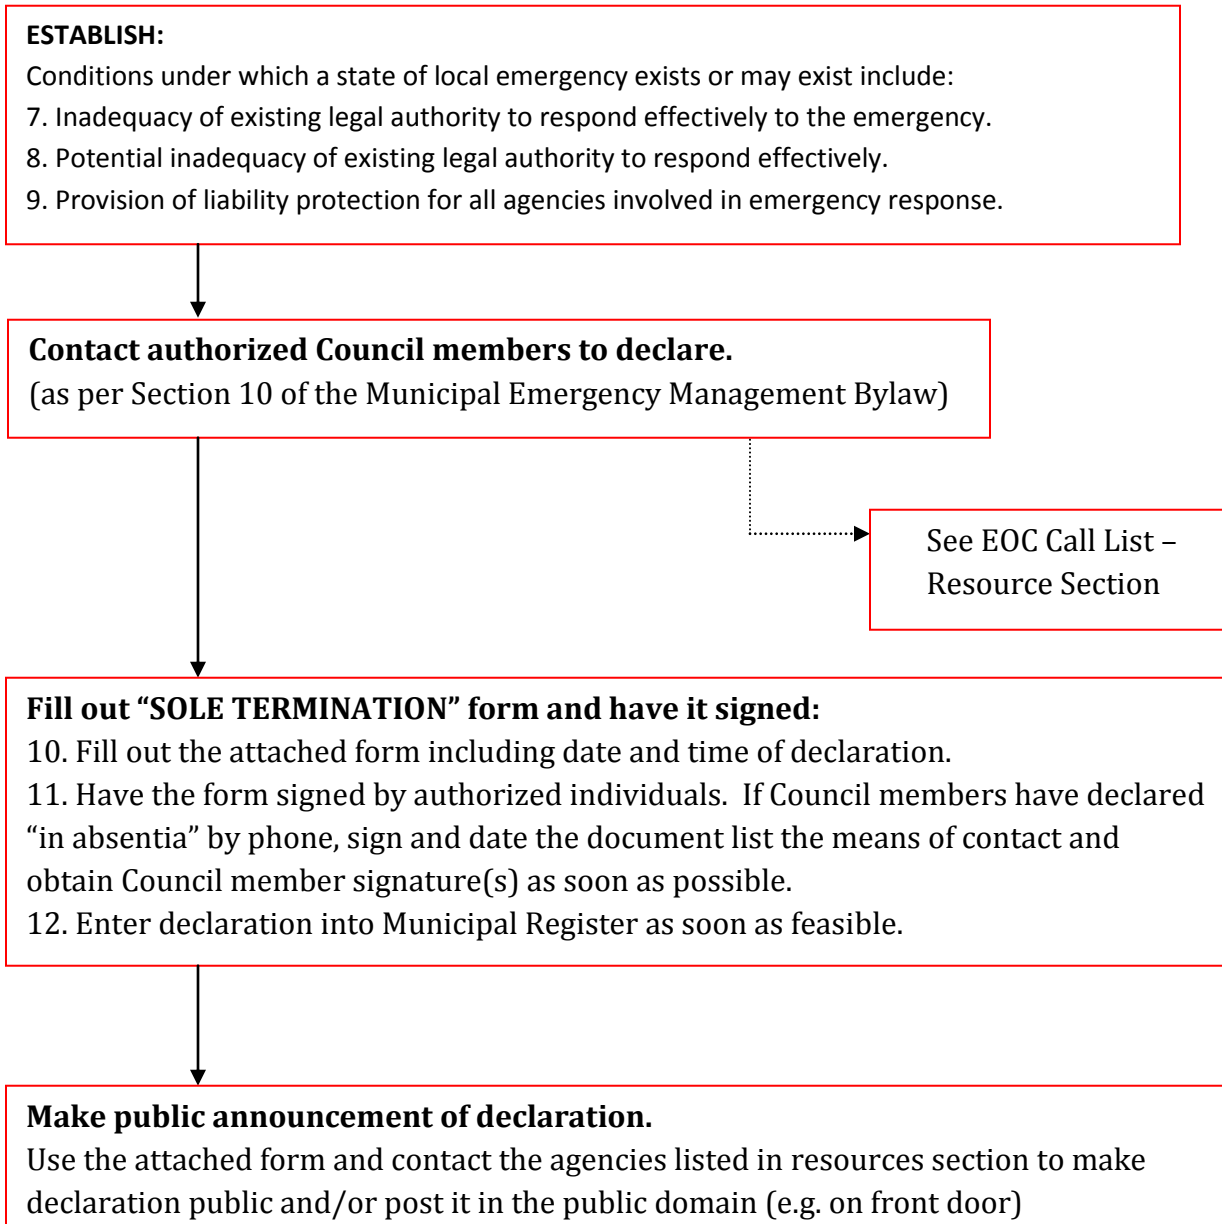 ESTABLISH:
Conditions under which a state of local emergency exists or may exist include:
7. Inadequacy of existing legal authority to respond effectively to the emergency.
8. Potential inadequacy of existing legal authority to respond effectively.
9. Provision of liability protection for all agencies involved in emergency response.
Contact authorized Council members to declare.
(as per Section 10 of the Municipal Emergency Management Bylaw)
See EOC Call List –
Resource Section
Fill out “SOLE TERMINATION” form and have it signed:
10. Fill out the attached form including date and time of declaration.
11. Have the form signed by authorized individuals.  If Council members have declared
“in absentia” by phone, sign and date the document list the means of contact and
obtain Council member signature(s) as soon as possible.
12. Enter declaration into Municipal Register as soon as feasible.
Make public announcement of declaration.
Use the attached form and contact the agencies listed in resources section to make
declaration public and/or post it in the public domain (e.g. on front door)